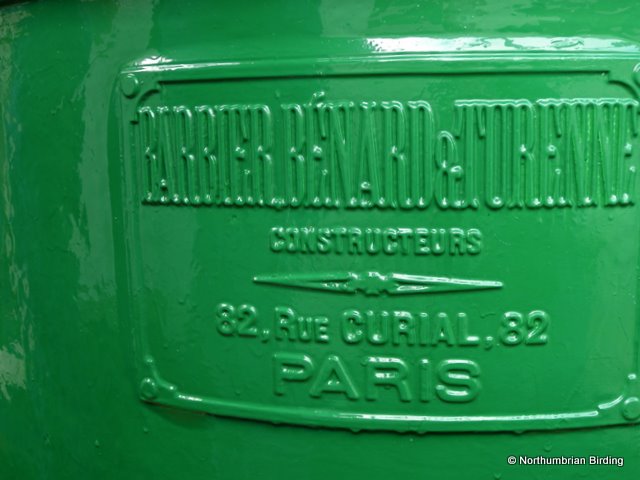 BARBIER, BÉNARD & TURENNE
CONSTRUCTEURS
82, RUE CURIAL, 82
PARIS
© Northumbrian Birding